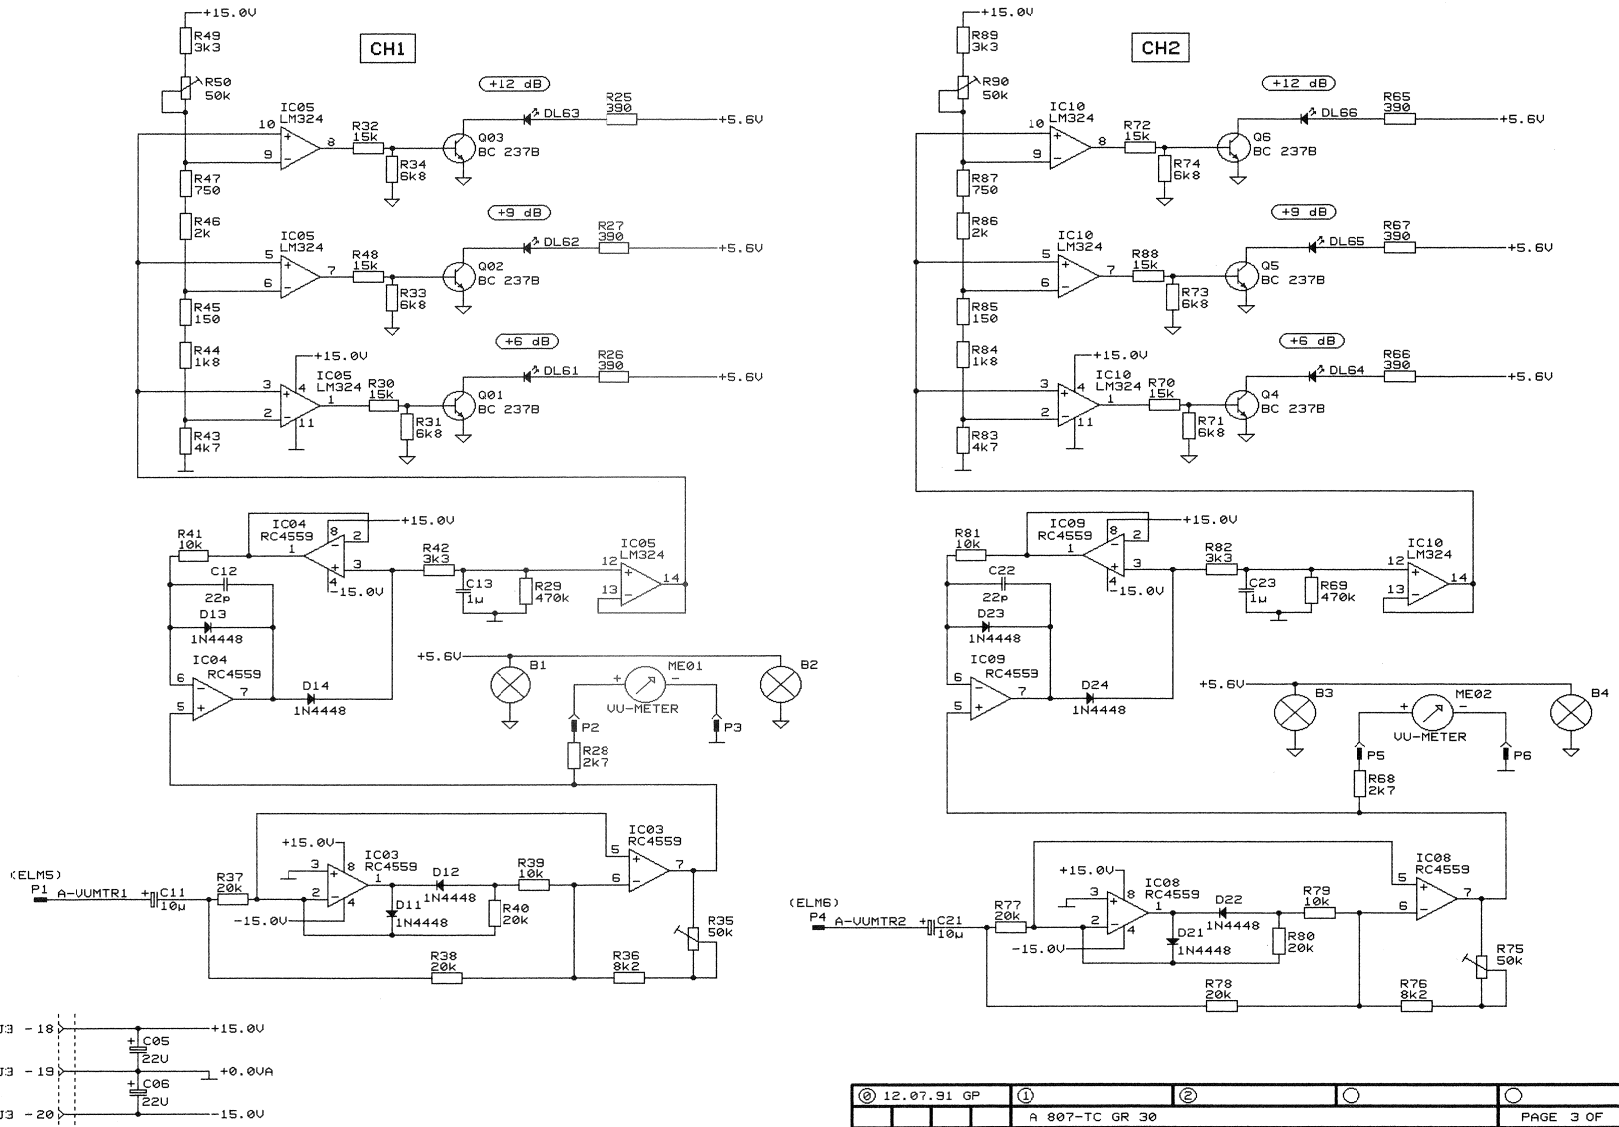 +15.0V
R49
3k3
CH1
R50
50k
+12 dB
IC05
LM324
10
9
8
R32
15k
R34
6k8
Q03
BC 237B
DL63
R25
390
+5.6V
R47
750
R46
2k
+9 dB
IC05
LM324
5
6
7
R48
15k
R33
6k8
Q02
BC 237B
DL62
R27
390
+5.6V
R45
150
R44
1k8
+6 dB
+15.0V
IC05
LM324
3
2
4
11
1
R30
15k
R31
6k8
Q01
BC 237B
DL61
R26
390
+5.6V
R43
4k7
R41
10k
IC04
RC4559
1
8
2
3
4
+15.0V
-15.0V
C12
22p
D13
1N4448
IC04
RC4559
6
5
7
D14
1N4448
R42
3k3
C13
1µ
R29
470k
IC05
LM324
12
13
14
+5.6V
B1
ME01
+
-
VU-METER
B2
P2
P3
R28
2k7
(ELM5)
P1
A-VUMTR1
+
C11
10µ
R37
20k
+15.0V
3
2
8
4
-15.0V
IC03
RC4559
1
D12
1N4448
D11
1N4448
R39
10k
R40
20k
IC03
RC4559
5
6
7
R35
50k
R38
20k
R36
8k2
J3 -18
+15.0V
+
C05
22U
J3 -19
+0.0VA
+
C06
22U
J3 -20
-15.0V
+15.0V
R89
3k3
CH2
R90
50k
+12 dB
IC10
LM324
10
9
8
R72
15k
R74
6k8
Q6
BC 237B
DL66
R65
390
+5.6V
R87
750
R86
2k
+9 dB
IC10
LM324
5
6
7
R88
15k
R73
6k8
Q5
BC 237B
DL65
R67
390
+5.6V
R85
150
R84
1k8
+6 dB
+15.0V
IC10
LM324
3
2
4
11
1
R70
15k
R71
6k8
Q4
BC 237B
DL64
R66
390
+5.6V
R83
4k7
R81
10k
IC09
RC4559
1
8
2
3
4
+15.0V
-15.0V
C22
22p
D23
1N4448
IC09
RC4559
6
5
7
D24
1N4448
R82
3k3
C23
1µ
R69
470k
IC10
LM324
12
13
14
+5.6V
B3
ME02
+
-
VU-METER
B4
P5
P6
R68
2k7
(ELM6)
P4
A-VUMTR2
+
C21
10µ
R77
20k
+15.0V
3
2
8
4
-15.0V
IC08
RC4559
1
D22
1N4448
D21
1N4448
R79
10k
R80
20k
IC08
RC4559
5
6
7
R75
50k
R78
20k
R76
8k2
⓪ 12.07.91 GP
①
②
A 807-TC GR 30
PAGE 3 OF